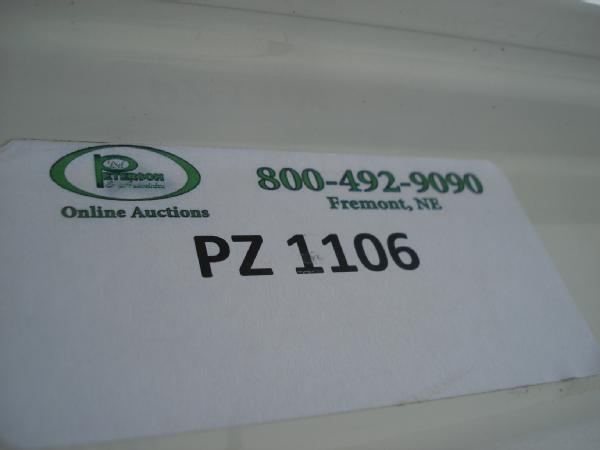 PETERSON
Online Auctions
800-492-9090
Fremont, NE
PZ 1106